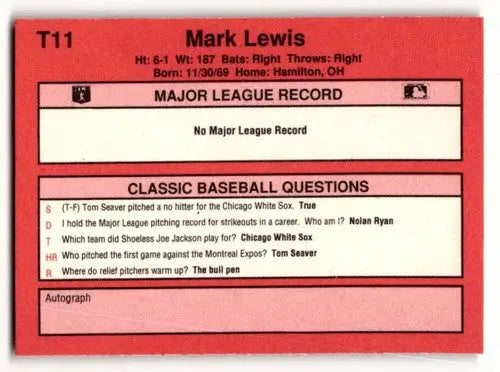 T11
Mark Lewis
Ht: 6-1 Wt: 187 Bats: Right Throws: Right
Born: 11/30/69 Home: Hamilton, OH
MAJOR LEAGUE RECORD
No Major League Record
CLASSIC BASEBALL QUESTIONS
S (T-F) Tom Seaver pitched a no hitter for the Chicago White Sox. True
D I hold the Major League pitching record for strikeouts in a career. Who am I? Nolan Ryan
T Which team did Shoeless Joe Jackson play for? Chicago White Sox
HR Who pitched the first game against the Montreal Expos? Tom Seaver
R Where do relief pitchers warm up? The bull pen
Autograph